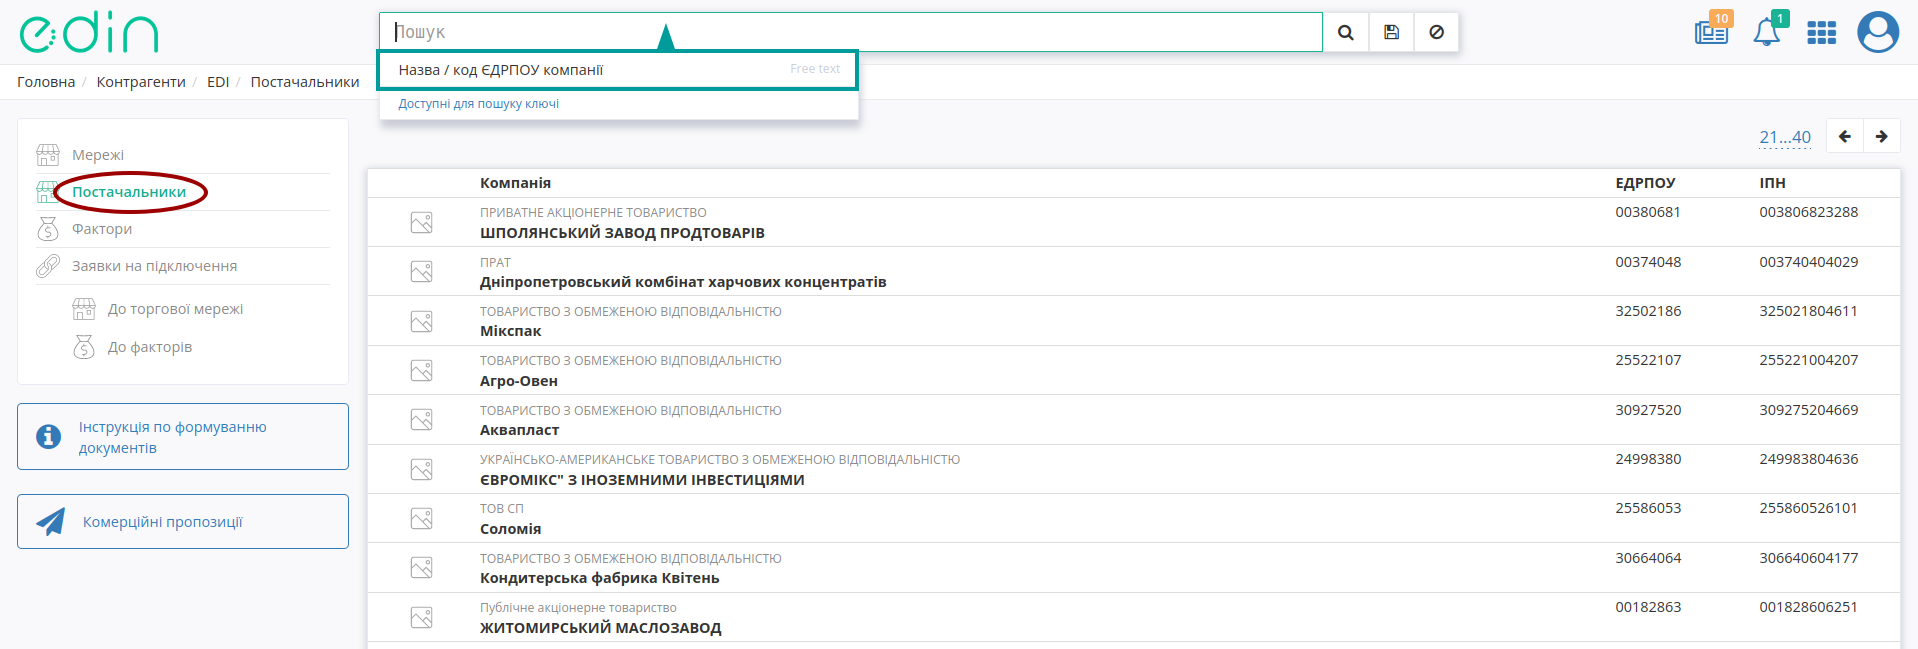 edin
Пошук
10
1
Назва / код ЄДРПОУ компанії Free text
Доступні для пошуку ключі
Головна / Контрагенти / EDI / Постачальники
Мережі
Постачальники
Фактори
Заявки на підключення
До торгової мережі
До факторів
Інструкція по формуванню
документів
Комерційні пропозиції
21...40
Компанія ЕДРПОУ ІПН
ПРИВАТНЕ АКЦІОНЕРНЕ ТОВАРИСТВО 00380681 003806823288
ШПОЛЯНСЬКИЙ ЗАВОД ПРОДТОВАРІВ
ПРАТ 00374048 003740404029
Дніпропетровський комбінат харчових концентратів
ТОВАРИСТВО З ОБМЕЖЕНОЮ ВІДПОВІДАЛЬНІСТЮ 32502186 325021804611
Мікспак
ТОВАРИСТВО З ОБМЕЖЕНОЮ ВІДПОВІДАЛЬНІСТЮ 25522107 255221004207
Агро-Овен
ТОВАРИСТВО З ОБМЕЖЕНОЮ ВІДПОВІДАЛЬНІСТЮ 30927520 309275204669
Аквапласт
УКРАЇНСЬКО-АМЕРИКАНСЬКЕ ТОВАРИСТВО З ОБМЕЖЕНОЮ ВІДПОВІДАЛЬНІСТЮ 24998380 249983804636
ЄВРОМІКС" З ІНОЗЕМНИМИ ІНВЕСТИЦІЯМИ
ТОВ СП 25586053 255860526101
Соломія
ТОВАРИСТВО З ОБМЕЖЕНОЮ ВІДПОВІДАЛЬНІСТЮ 30664064 306640604177
Кондитерська фабрика Квітень
Публічне акціонерне товариство 00182863 001828606251
ЖИТОМИРСЬКИЙ МАСЛОЗАВОД